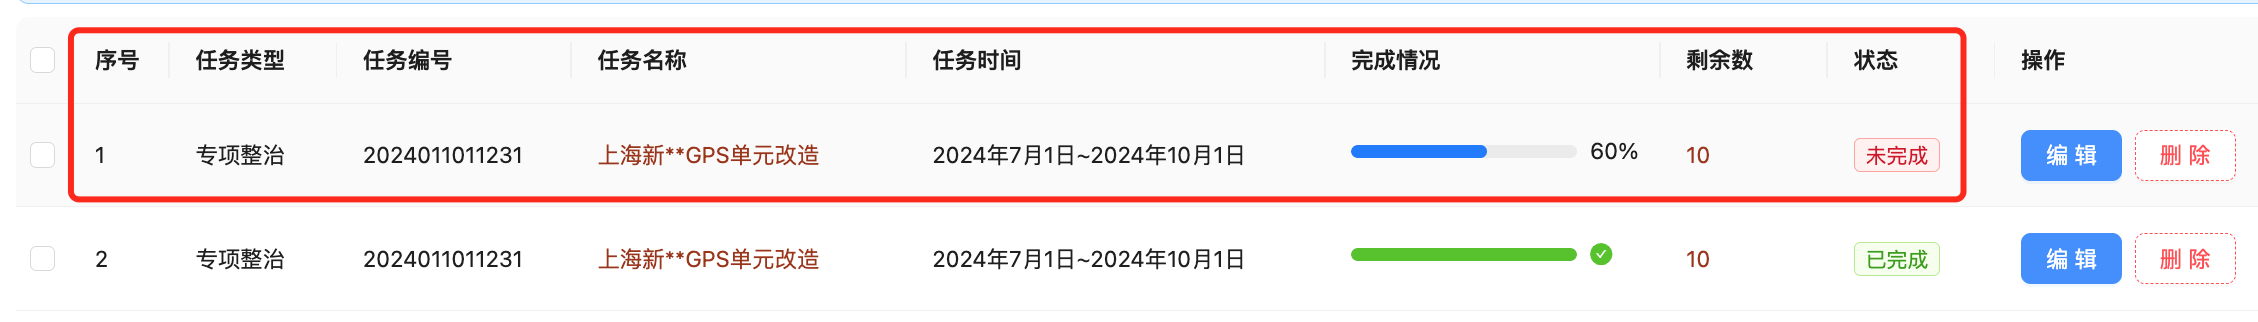 序号 任务类型 任务编号 任务名称 任务时间 完成情况 剩余数 状态 操作
1 专项整治 2024011011231 上海新**GPS单元改造 2024年7月1日~2024年10月1日 60% 10 未完成 编 辑 删 除
2 专项整治 2024011011231 上海新**GPS单元改造 2024年7月1日~2024年10月1日 10 已完成 编 辑 删 除